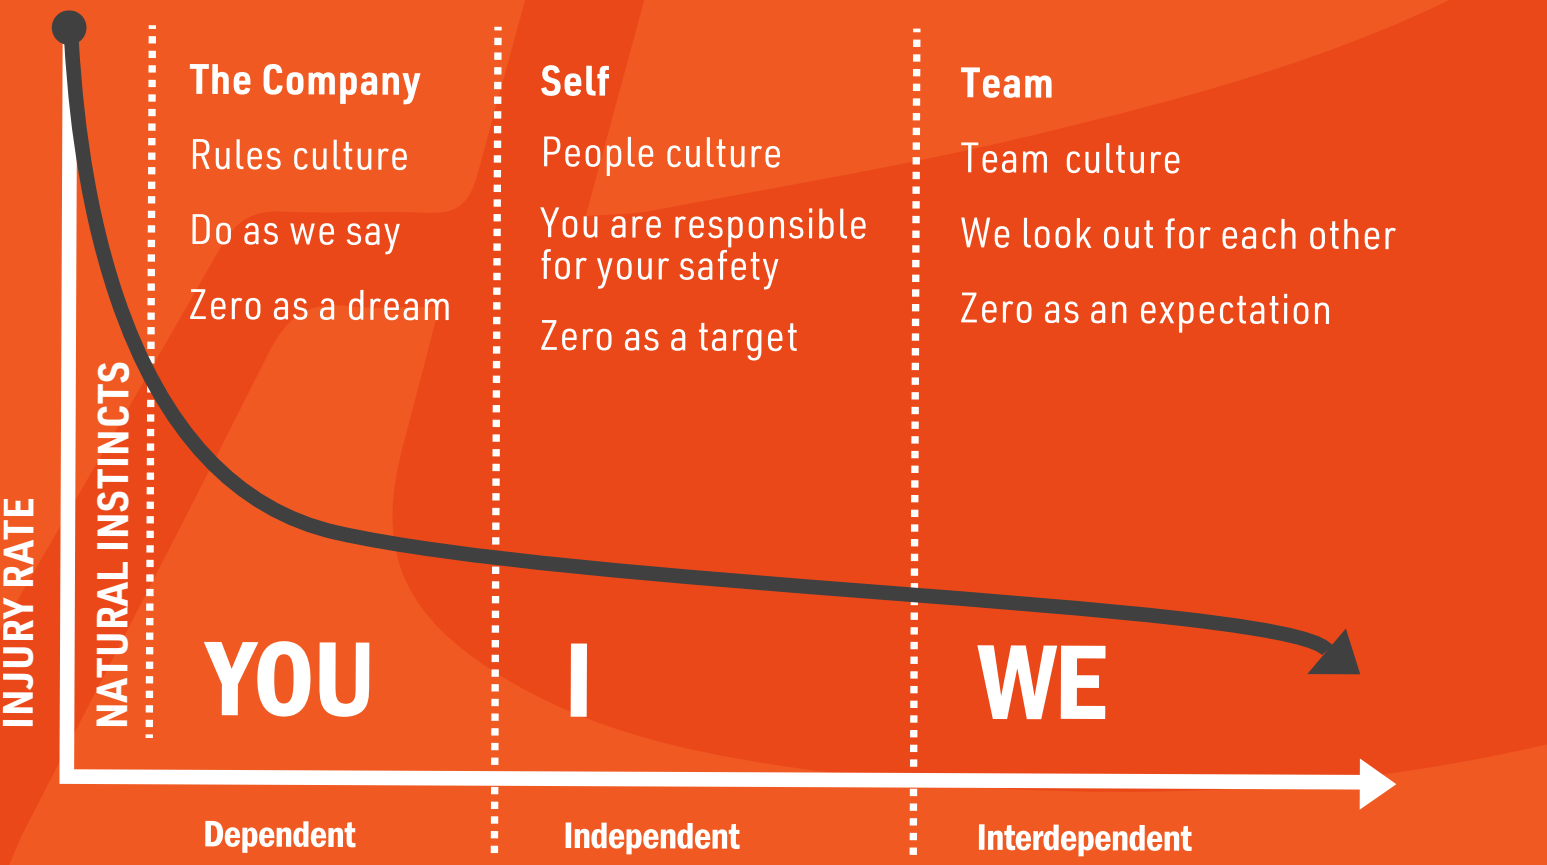 INJURY RATE
NATURAL INSTINCTS
The Company
Rules culture
Do as we say
Zero as a dream
YOU
Dependent
Self
People culture
You are responsible
for your safety
Zero as a target
I
Independent
Team
Team culture
We look out for each other
Zero as an expectation
WE
Interdependent